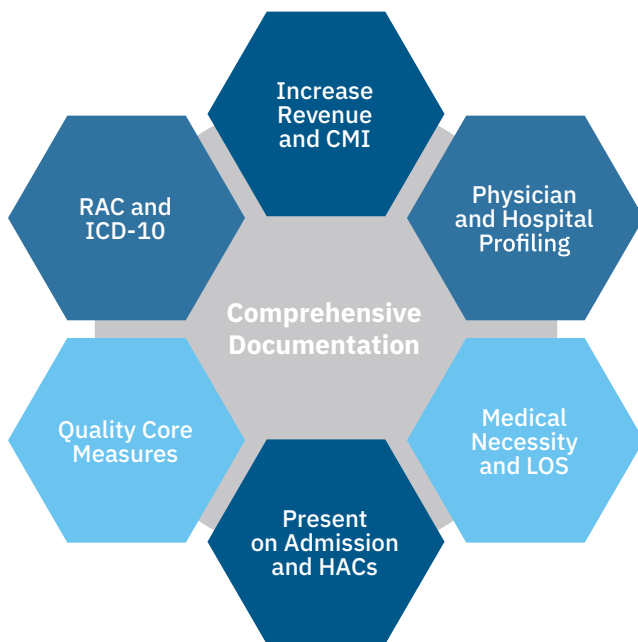 Increase
Revenue
and CMI
RAC and
ICD-10
Physician
and Hospital
Profiling
Comprehensive
Documentation
Quality Core
Measures
Medical
Necessity
and LOS
Present
on Admission
and HACs